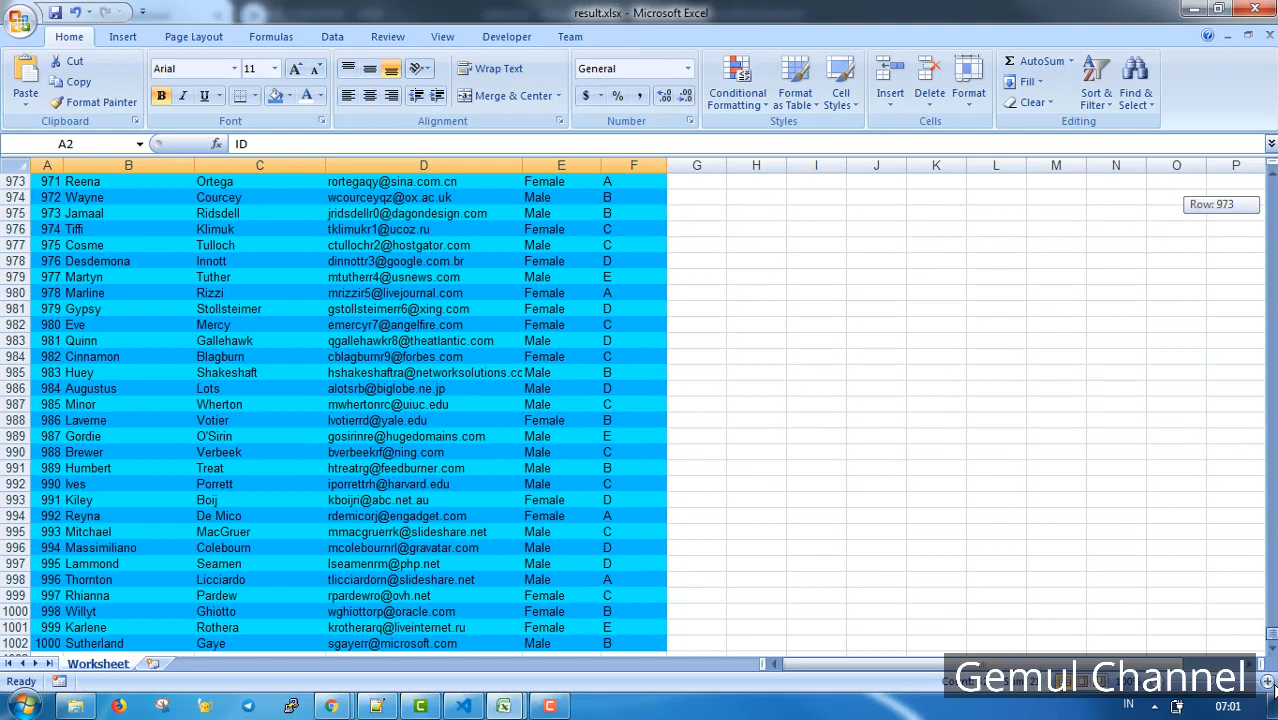 result.xlsx - Microsoft Excel
Home Insert Page Layout Formulas Data Review View Developer Team
Paste Cut Copy Format Painter Clipboard
Arial 11 B I U Font
Wrap Text Merge & Center Alignment
General $ % , Number
Conditional Formatting Format as Table Cell Styles Styles
Insert Delete Format Cells
AutoSum Fill Clear Sort & Filter Find & Select Editing
A2 fx ID
A B C D E F G H I J K L M N O P
973 971 Reena Ortega rortegaqy@sina.com.cn Female A
Row: 973
974 972 Wayne Courcey wcourceyqz@ox.ac.uk Male B
975 973 Jamaal Ridsdell jridsdellr0@dagondesign.com Male B
976 974 Tiffi Klimuk tklimukr1@ucoz.ru Female C
977 975 Cosme Tulloch ctullochr2@hostgator.com Male C
978 976 Desdemona Innott dinnottr3@google.com.br Female D
979 977 Martyn Tuther mtutherr4@usnews.com Male E
980 978 Marline Rizzi mrizzir5@livejournal.com Female A
981 979 Gypsy Stollsteimer gstollsteimerr6@xing.com Female D
982 980 Eve Mercy emercyr7@angelfire.com Female C
983 981 Quinn Gallehawk qgallehawkr8@theatlantic.com Male D
984 982 Cinnamon Blagburn cblagburnr9@forbes.com Female C
985 983 Huey Shakeshaft hshakeshaftra@networksolutions.cc Male B
986 984 Augustus Lots alotsrb@biglobe.ne.jp Male D
987 985 Minor Wherton mwhertonrc@uiuc.edu Male C
988 986 Laverne Votier lvotierrd@yale.edu Female B
989 987 Gordie O'Sirin gosirinre@hugedomains.com Male E
990 988 Brewer Verbeek bverbeekrf@ning.com Male C
991 989 Humbert Treat htreatrg@feedburner.com Male B
992 990 Ives Porrett iporrettrh@harvard.edu Male C
993 991 Kiley Boij kboijri@abc.net.au Female D
994 992 Reyna De Mico rdemicorj@engadget.com Female A
995 993 Mitchael MacGruer mmacgruerrk@slideshare.net Male C
996 994 Massimiliano Colebourn mcolebournrl@gravatar.com Male D
997 995 Lammond Seamen lseamenrm@php.net Male D
998 996 Thornton Licciardo tlicciardorn@slideshare.net Male A
999 997 Rhianna Pardew rpardewro@ovh.net Female C
1000 998 Willyt Ghiotto wghiottorp@oracle.com Female B
1001 999 Karlene Rothera krotherarq@liveinternet.ru Female E
1002 1000 Sutherland Gaye sgayerr@microsoft.com Male B
Worksheet
Ready
Gemul Channel
IN 07:01